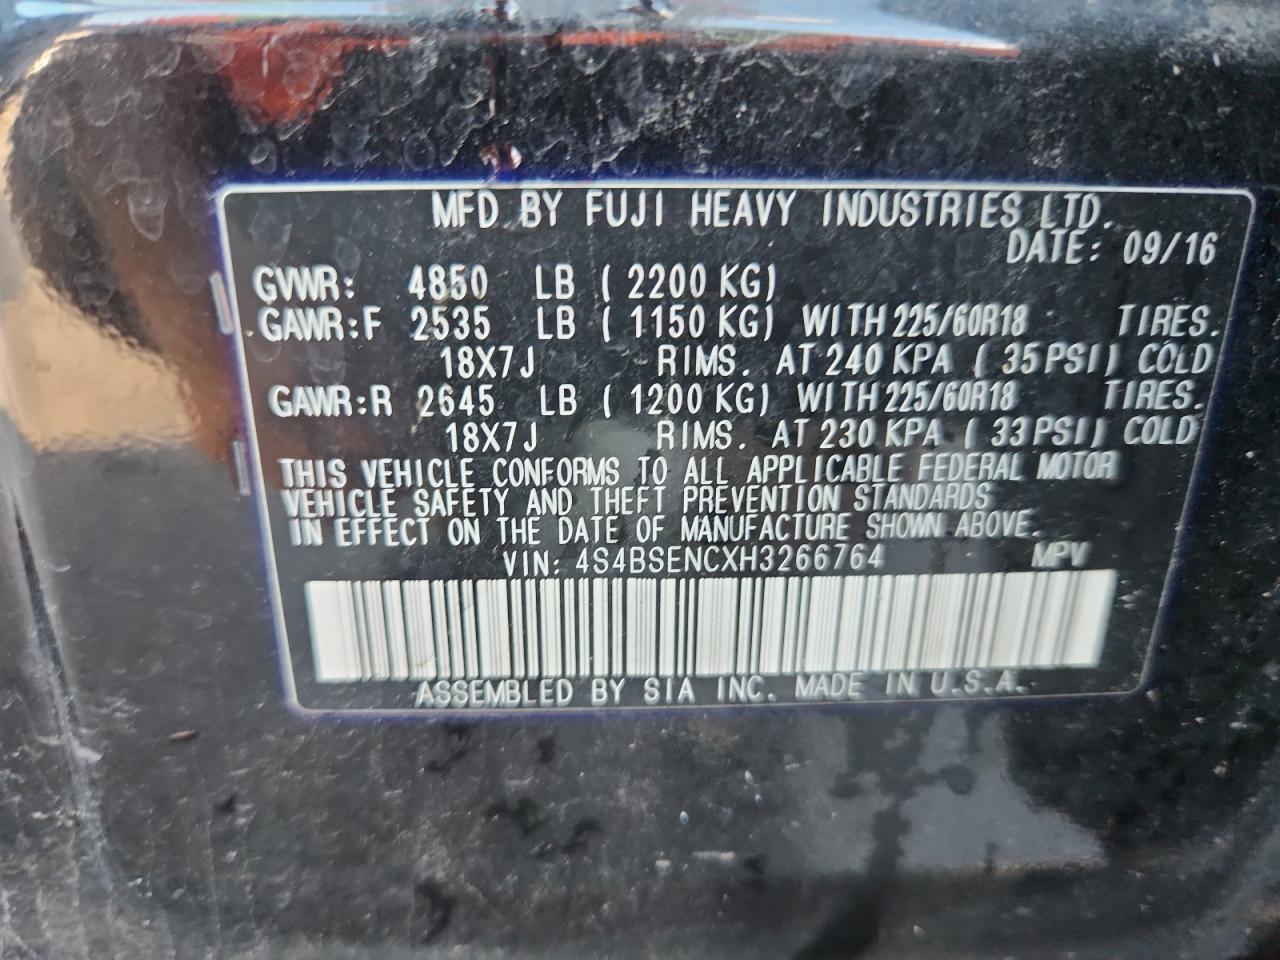 MFD BY FUJI HEAVY INDUSTRIES LTD.
DATE: 09/16
GVWR: 4850 LB ( 2200 KG)
GAWR:F 2535 LB ( 1150 KG) WITH 225/60R18 TIRES.
18X7J RIMS. AT 240 KPA ( 35 PSI) COLD
GAWR:R 2645 LB ( 1200 KG) WITH 225/60R18 TIRES.
18X7J RIMS. AT 230 KPA ( 33 PSI) COLD
THIS VEHICLE CONFORMS TO ALL APPLICABLE FEDERAL MOTOR
VEHICLE SAFETY AND THEFT PREVENTION STANDARDS
IN EFFECT ON THE DATE OF MANUFACTURE SHOWN ABOVE.
VIN: 4S4BSENCXH3266764 MPV
ASSEMBLED BY SIA INC. MADE IN U.S.A.